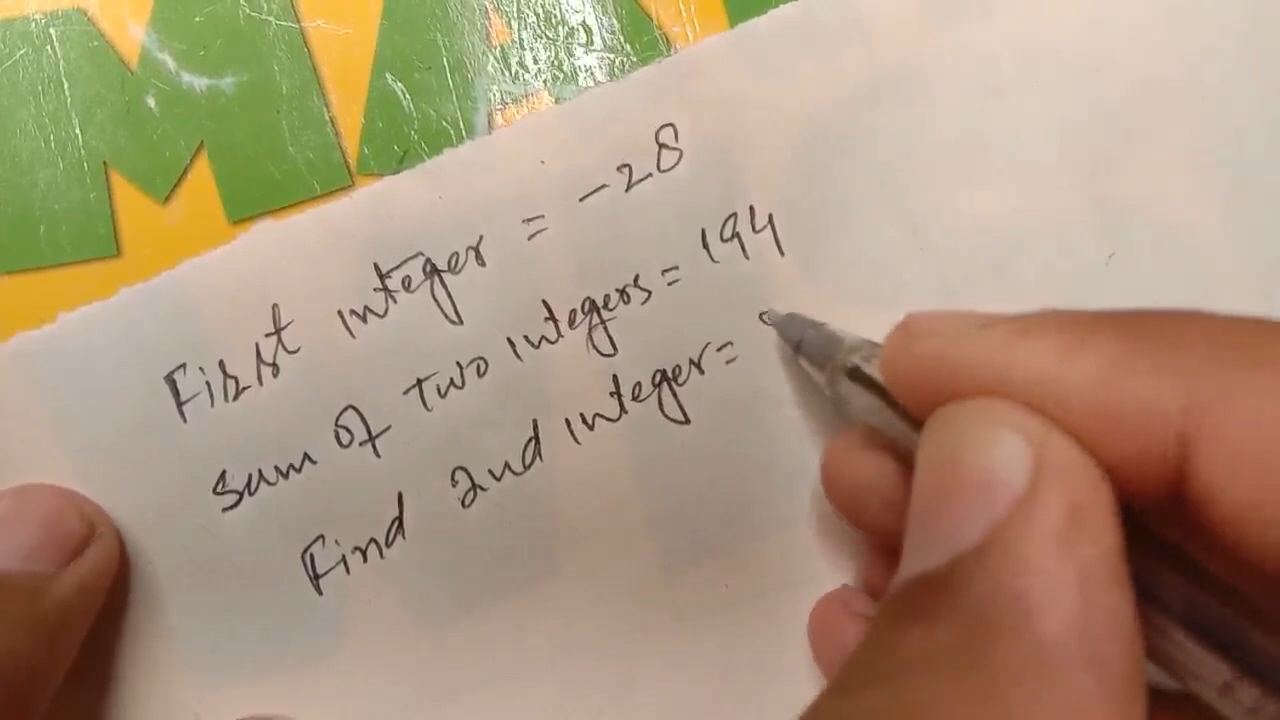 First integer = -28
sum of two integers = 194
Find 2nd integer =